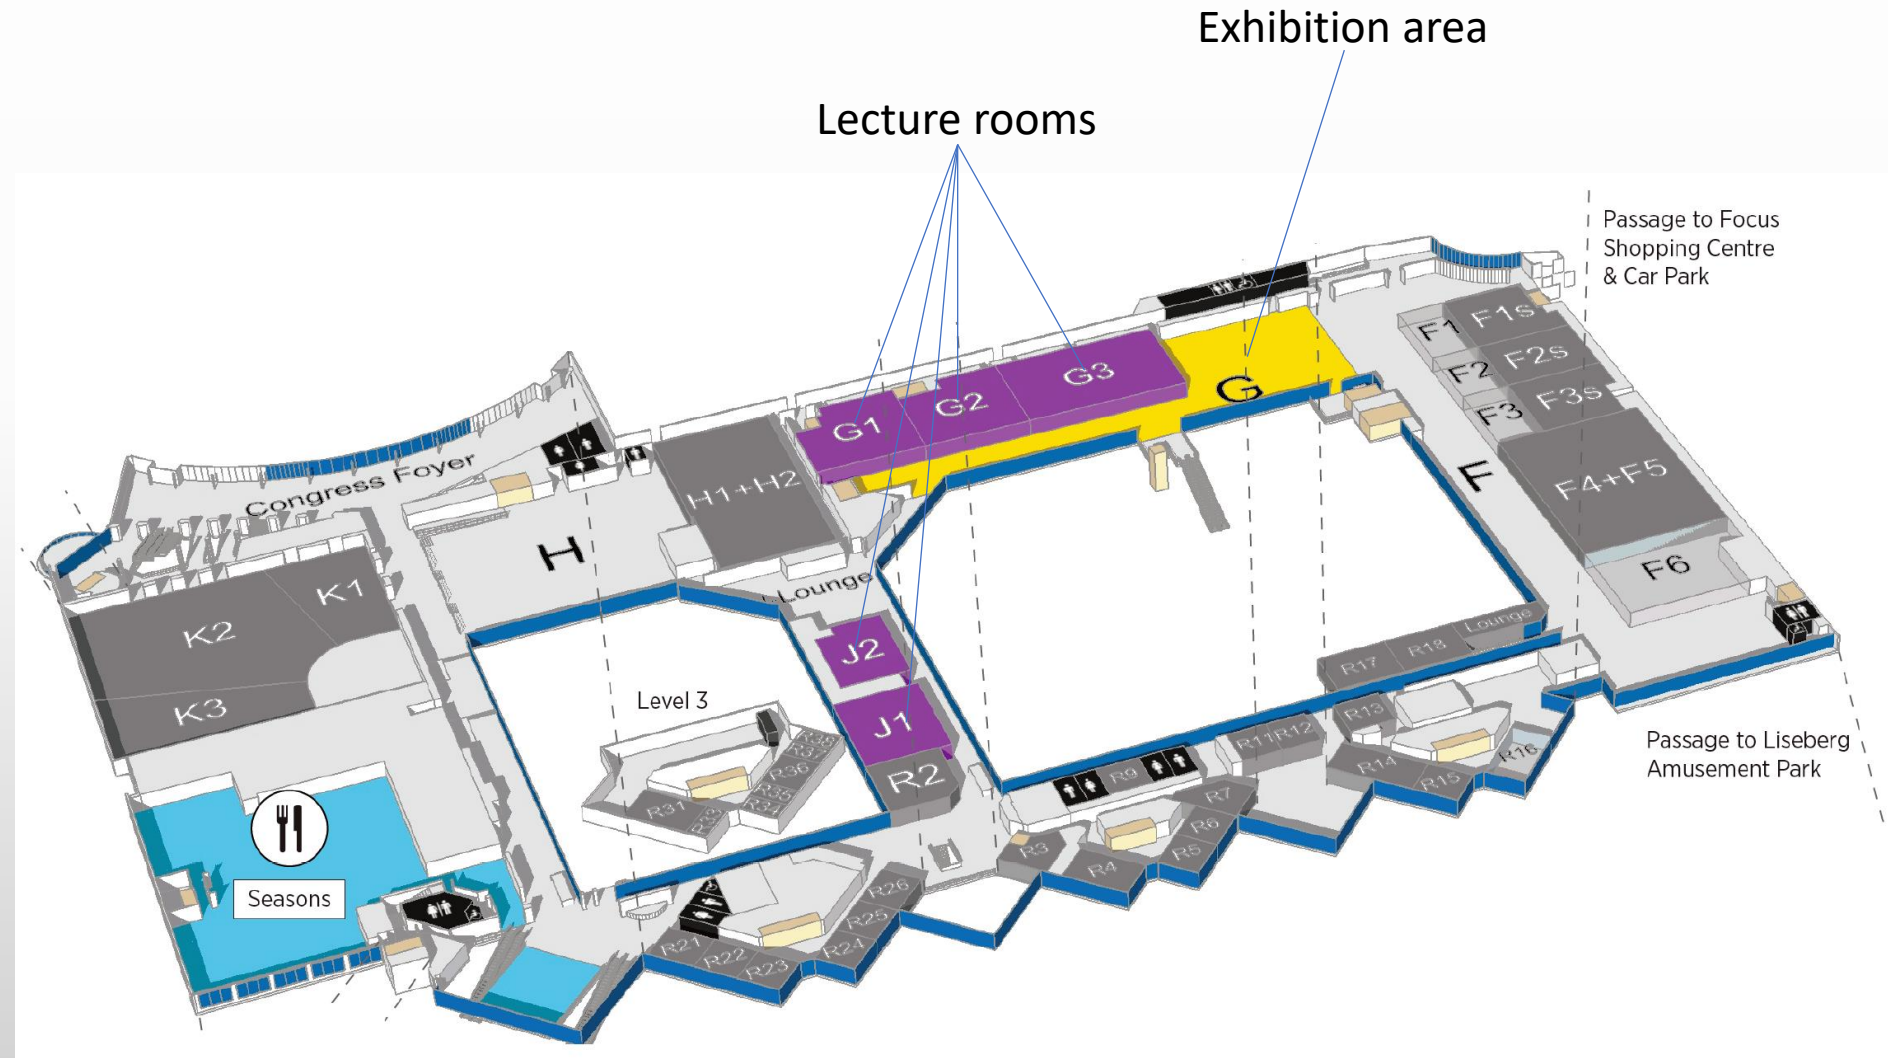 Exhibition area
Lecture rooms
Passage to Focus
Shopping Centre
& Car Park
F1
F1s
F2
F2s
F3
F3s
G3
G
G2
G1
F
F4+F5
Congress Foyer
H1+H2
H
F6
Lounge
K1
K2
K3
J2
Lounge
R18
R17
Level 3
J1
R13
R12
R11
R16
Passage to Liseberg
Amusement Park
R2
R36
R35
R31
R33
R9
R14
R15
R7
R6
R5
R3
R4
Seasons
R26
R25
R24
R21
R22
R23